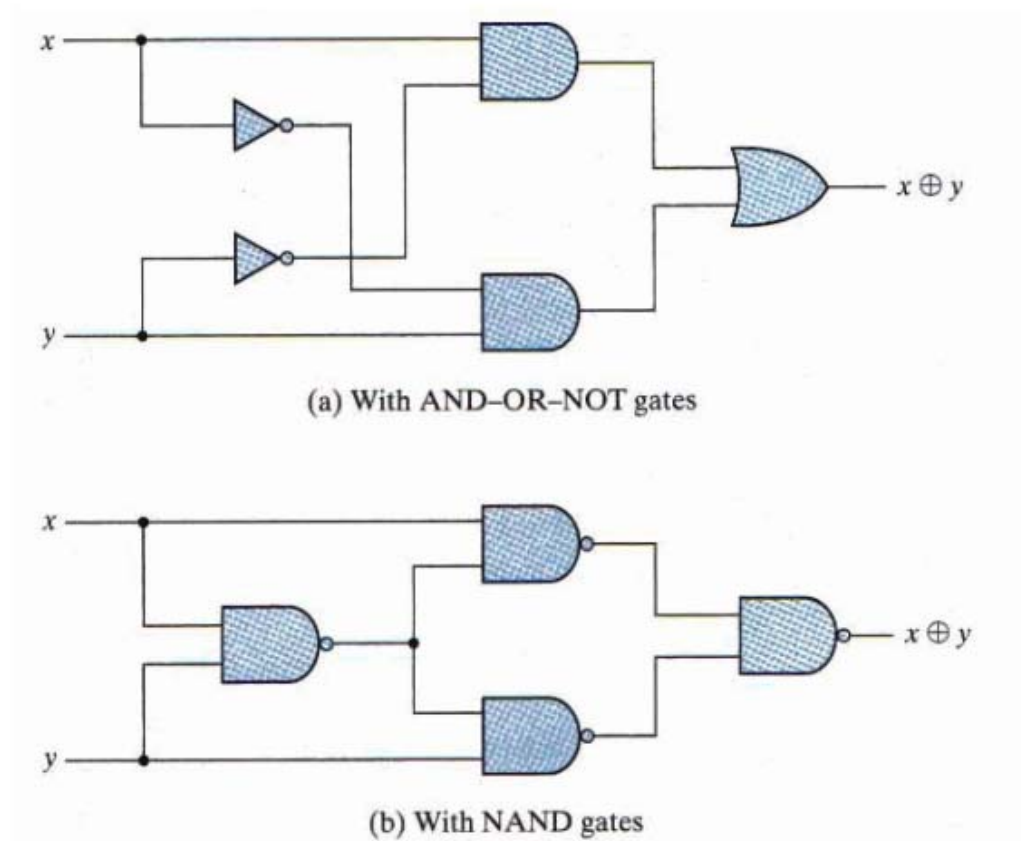 x
x ⊕ y
y
(a) With AND–OR–NOT gates
x
x ⊕ y
y
(b) With NAND gates